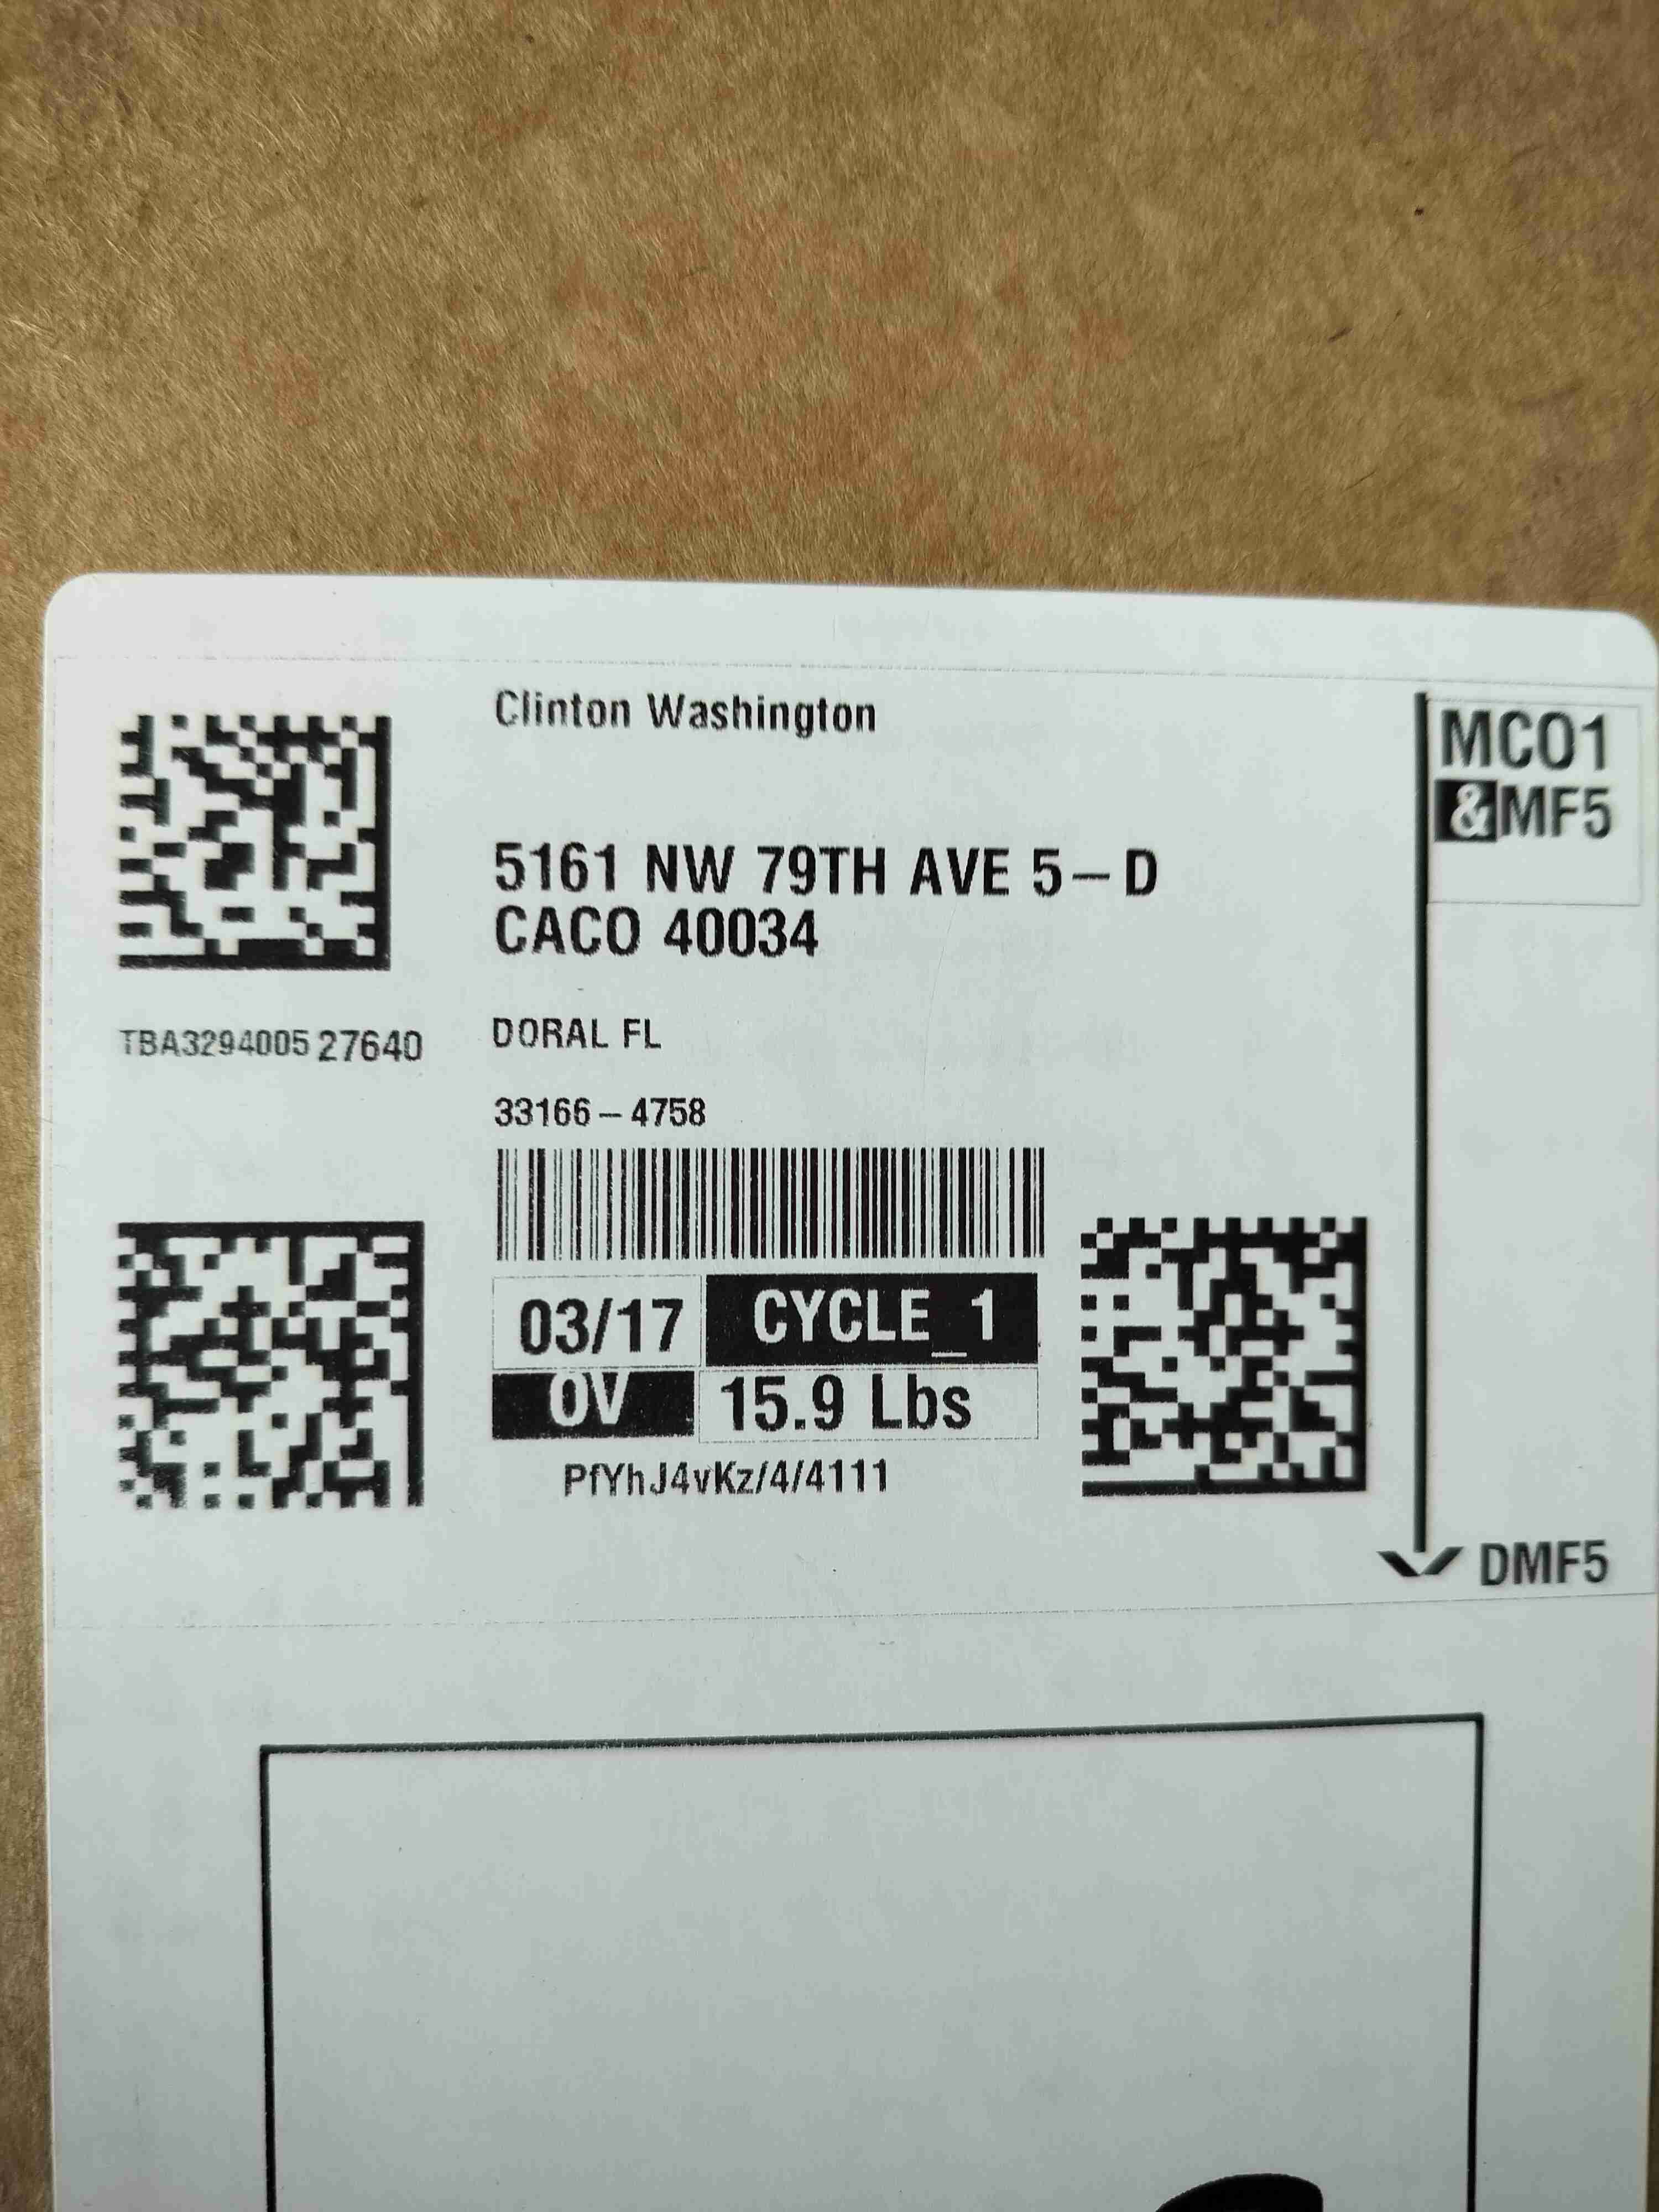 Clinton Washington
MCO1
&MF5
5161 NW 79TH AVE 5-D
CACO 40034
TBA329400527640
DORAL FL
33166-4758
03/17 CYCLE_1
OV 15.9 Lbs
PfYhJ4vKz/4/4111
DMF5